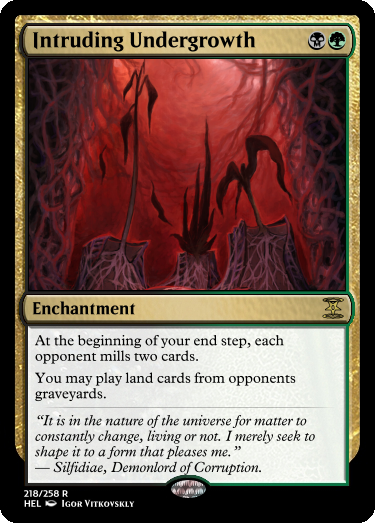 Intruding Undergrowth
Enchantment
At the beginning of your end step, each
opponent mills two cards.
You may play land cards from opponents
graveyards.
“It is in the nature of the universe for matter to
constantly change, living or not. I merely seek to
shape it to a form that pleases me.”
— Silfidiae, Demonlord of Corruption.
218/258 R
HEL Igor Vitkovskly